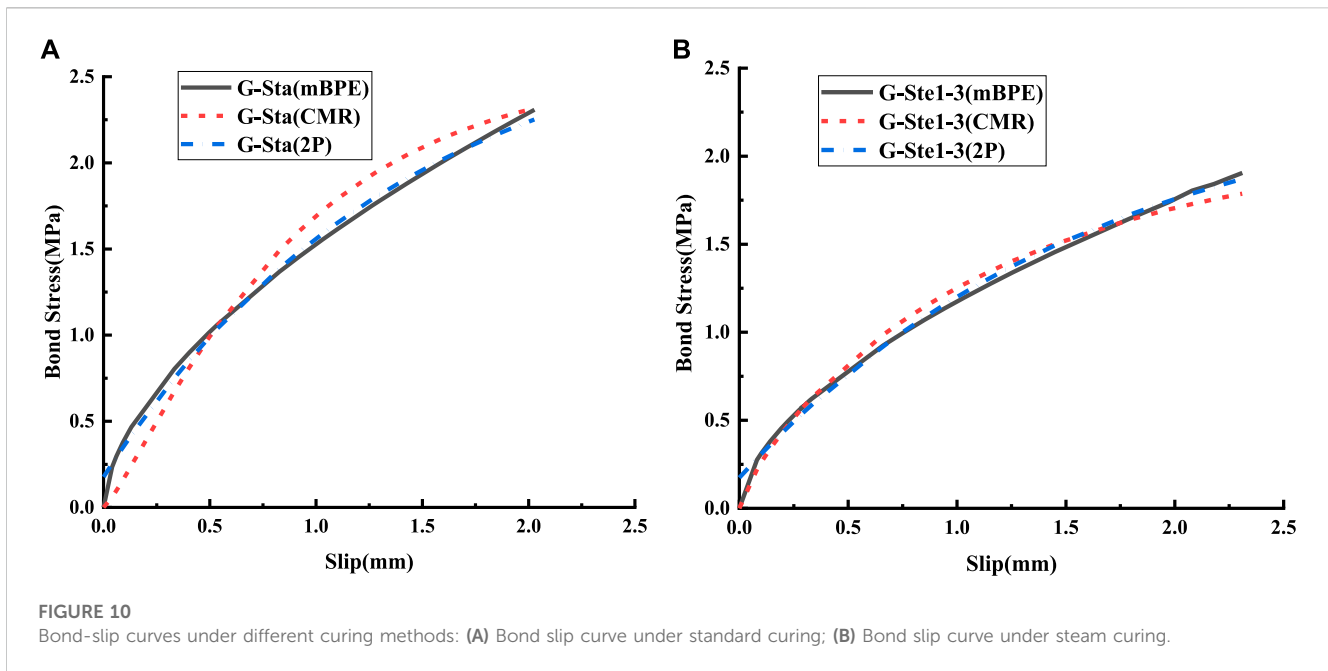 A
G-Sta(mBPE)
G-Sta(CMR)
G-Sta(2P)
2.5
2.0
1.5
1.0
0.5
0.0
Bond Stress(MPa)
0.0 0.5 1.0 1.5 2.0 2.5
Slip(mm)
B
G-Ste1-3(mBPE)
G-Ste1-3(CMR)
G-Ste1-3(2P)
2.5
2.0
1.5
1.0
0.5
0.0
Bond Stress(MPa)
0.0 0.5 1.0 1.5 2.0 2.5
Slip(mm)
FIGURE 10
Bond-slip curves under different curing methods: (A) Bond slip curve under standard curing; (B) Bond slip curve under steam curing.